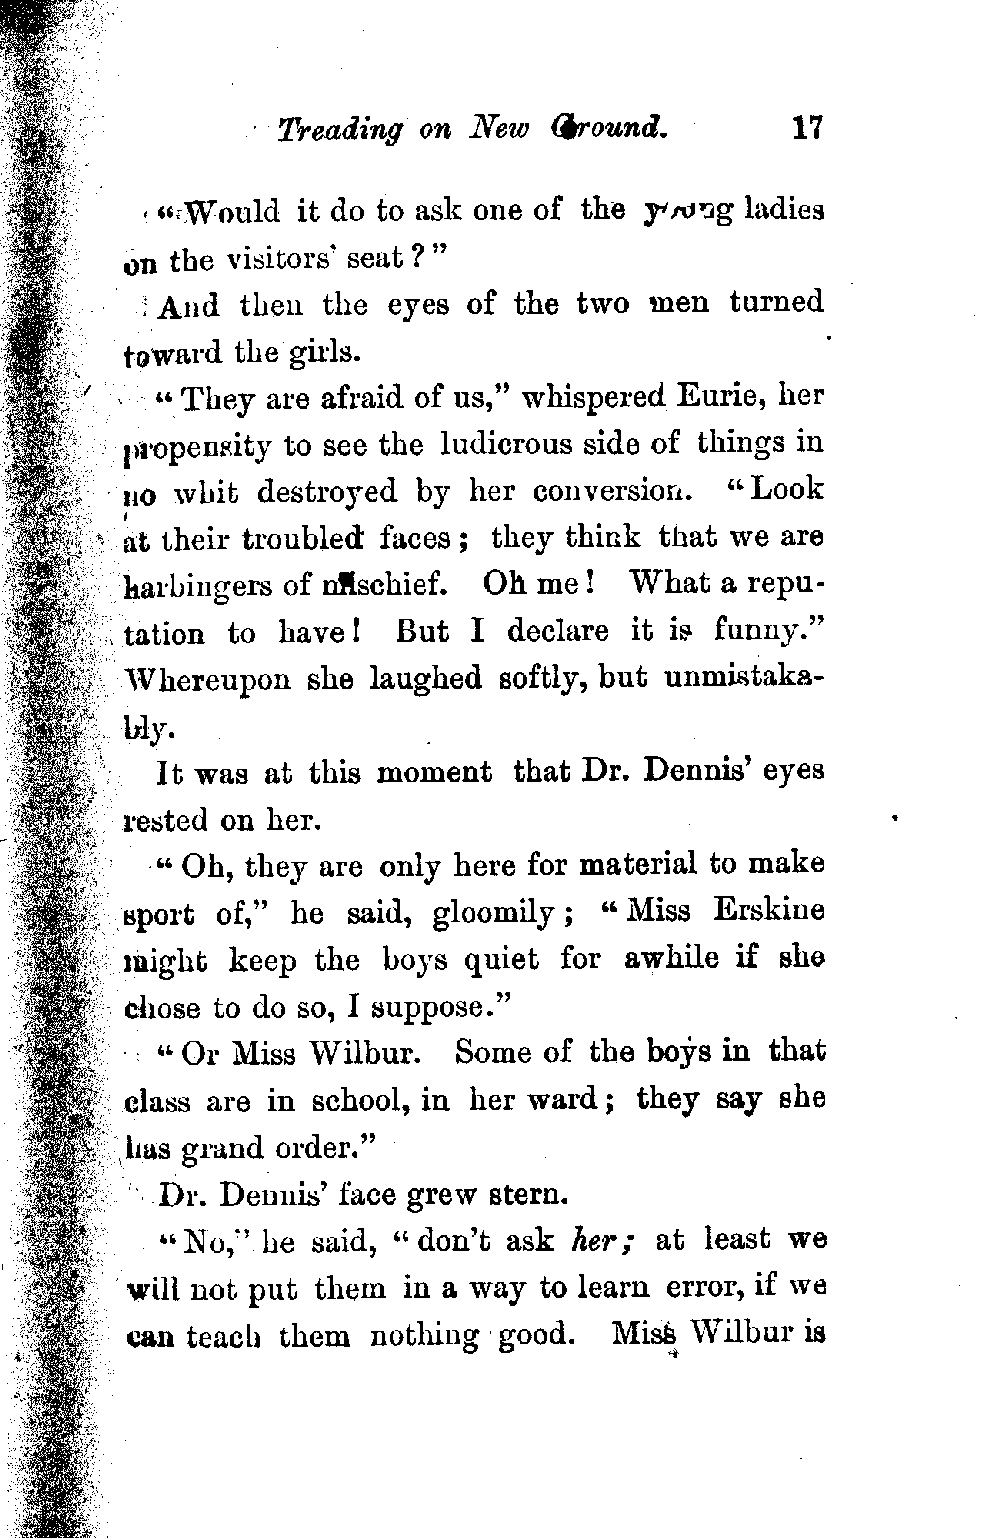 Treading on New Ground. 17
"Would it do to ask one of the young ladies
on the visitors' seat?"
And then the eyes of the two men turned
toward the girls.
"They are afraid of us," whispered Eurie, her
propensity to see the ludicrous side of things in
no whit destroyed by her conversion. "Look
at their troubled faces; they think that we are
harbingers of mischief. Oh me! What a repu-
tation to have! But I declare it is funny."
Whereupon she laughed softly, but unmistaka-
bly.
It was at this moment that Dr. Dennis' eyes
rested on her.
"Oh, they are only here for material to make
sport of," he said, gloomily; "Miss Erskine
might keep the boys quiet for awhile if she
chose to do so, I suppose."
"Or Miss Wilbur. Some of the boys in that
class are in school, in her ward; they say she
has grand order."
Dr. Dennis' face grew stern.
"No," he said, "don't ask her; at least we
will not put them in a way to learn error, if we
can teach them nothing good. Miss Wilbur is